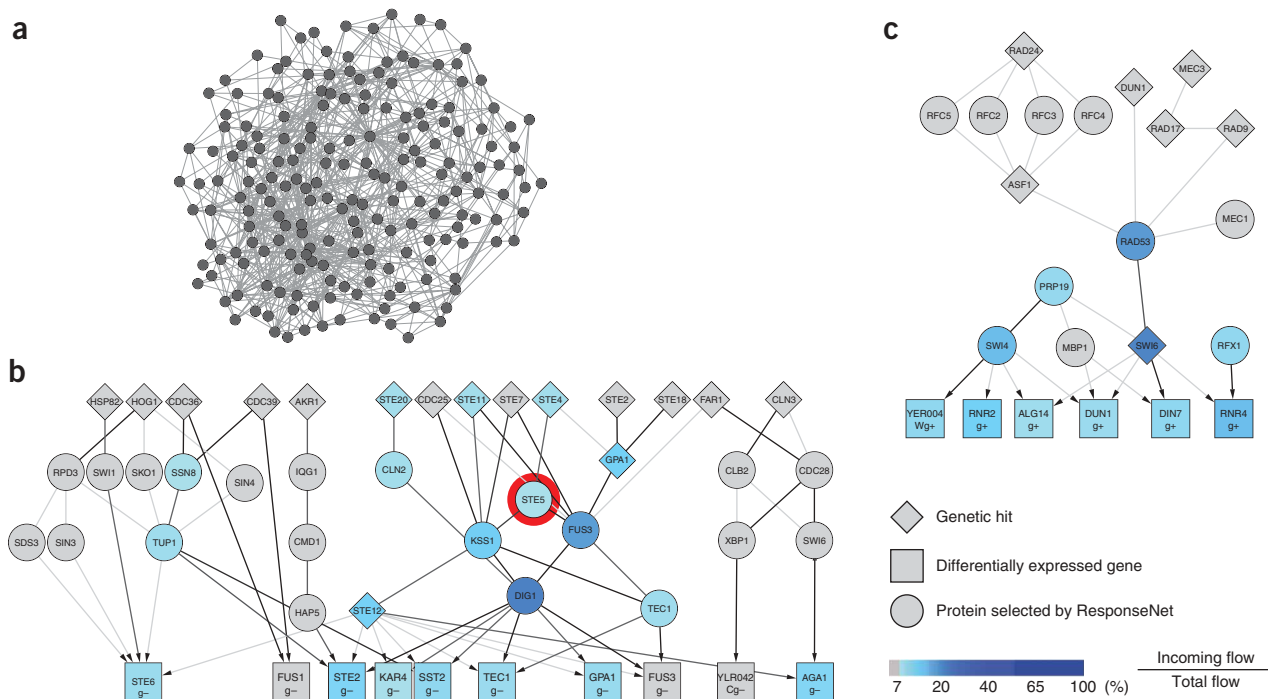 a
b
HSP82 HOG1 CDC36 CDC39 AKR1 STE20 CDC25 STE11 STE7 STE4 STE2 STE18 FAR1 CLN3
GPA1
RPD3 SWI1 SKO1 SSN8 SIN4 IQG1 CLN2 CLB2 CDC28
STE5
SDS3 SIN3 TUP1 CMD1 KSS1 FUS3 XBP1 SWI6
HAP5 STE12 DIG1 TEC1
STE6 FUS1 STE2 KAR4 SST2 TEC1 GPA1 FUS3 YLR042 AGA1
g– g– g– g– g– g– g– g– Cg– g–
c
RAD24 MEC3
DUN1
RFC5 RFC2 RFC3 RFC4 RAD17 RAD9
ASF1
MEC1
RAD53
PRP19
SWI4 MBP1 SWI6 RFX1
YER004 RNR2 ALG14 DUN1 DIN7 RNR4
Wg+ g+ g+ g+ g+ g+
Genetic hit
Differentially expressed gene
Protein selected by ResponseNet
7 20 40 65 100 (%)
Incoming flow
Total flow